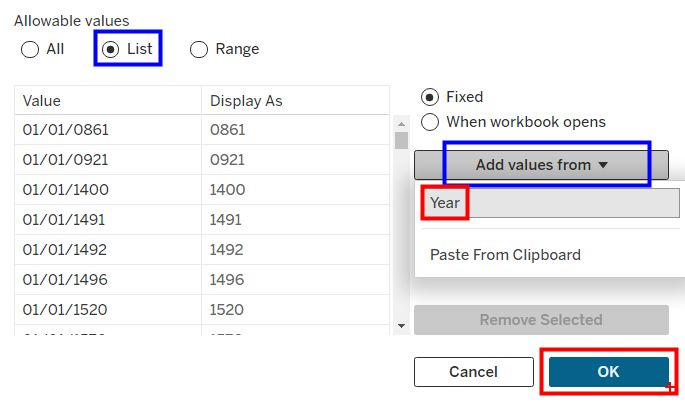 Allowable values
All List Range
Value Display As
01/01/0861 0861
01/01/0921 0921
01/01/1400 1400
01/01/1491 1491
01/01/1492 1492
01/01/1496 1496
01/01/1520 1520
Fixed
When workbook opens
Add values from
Year
Paste From Clipboard
Remove Selected
Cancel OK